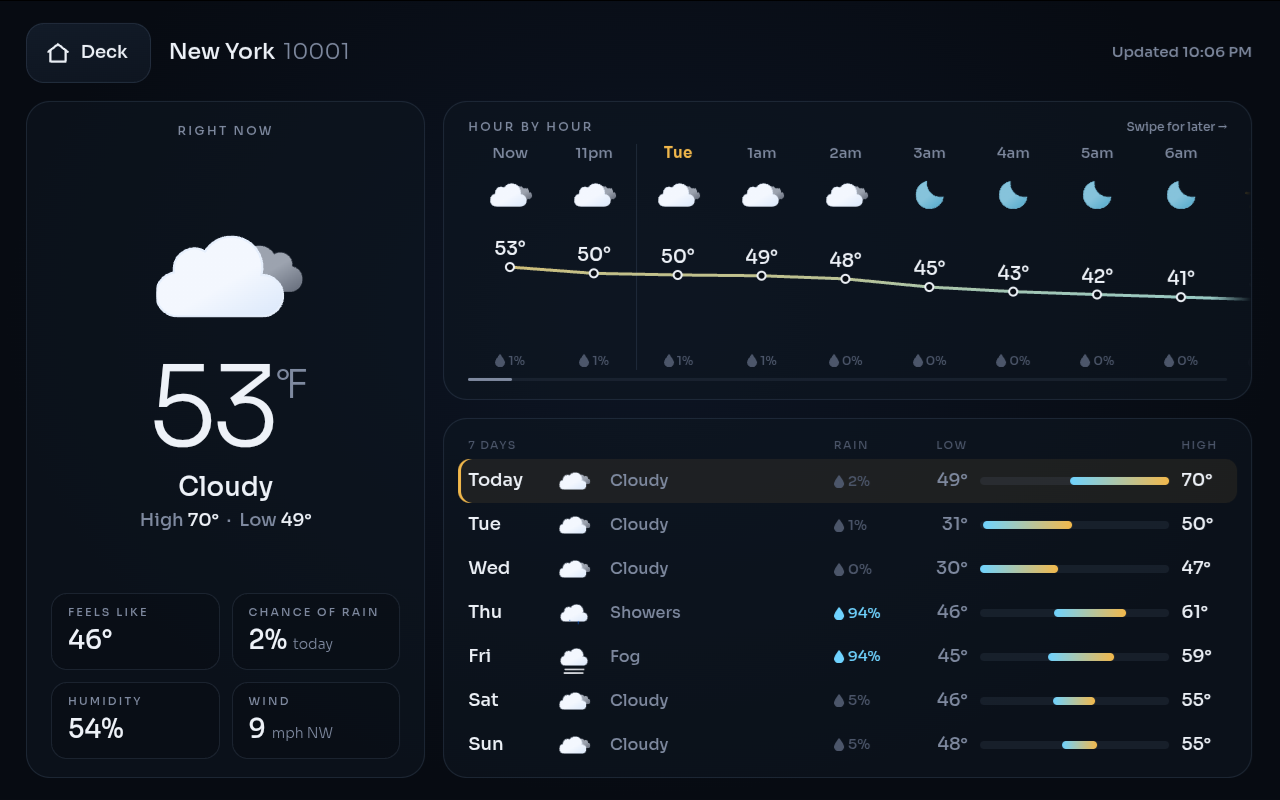 Deck
New York 10001
Updated 10:06 PM
RIGHT NOW
53°F
Cloudy
High 70° · Low 49°
FEELS LIKE
46°
CHANCE OF RAIN
2% today
HUMIDITY
54%
WIND
9 mph NW
HOUR BY HOUR
Swipe for later →
Now 11pm Tue 1am 2am 3am 4am 5am 6am
53° 50° 50° 49° 48° 45° 43° 42° 41°
1% 1% 1% 1% 0% 0% 0% 0% 0%
7 DAYS RAIN LOW HIGH
Today Cloudy 2% 49° 70°
Tue Cloudy 1% 31° 50°
Wed Cloudy 0% 30° 47°
Thu Showers 94% 46° 61°
Fri Fog 94% 45° 59°
Sat Cloudy 5% 46° 55°
Sun Cloudy 5% 48° 55°